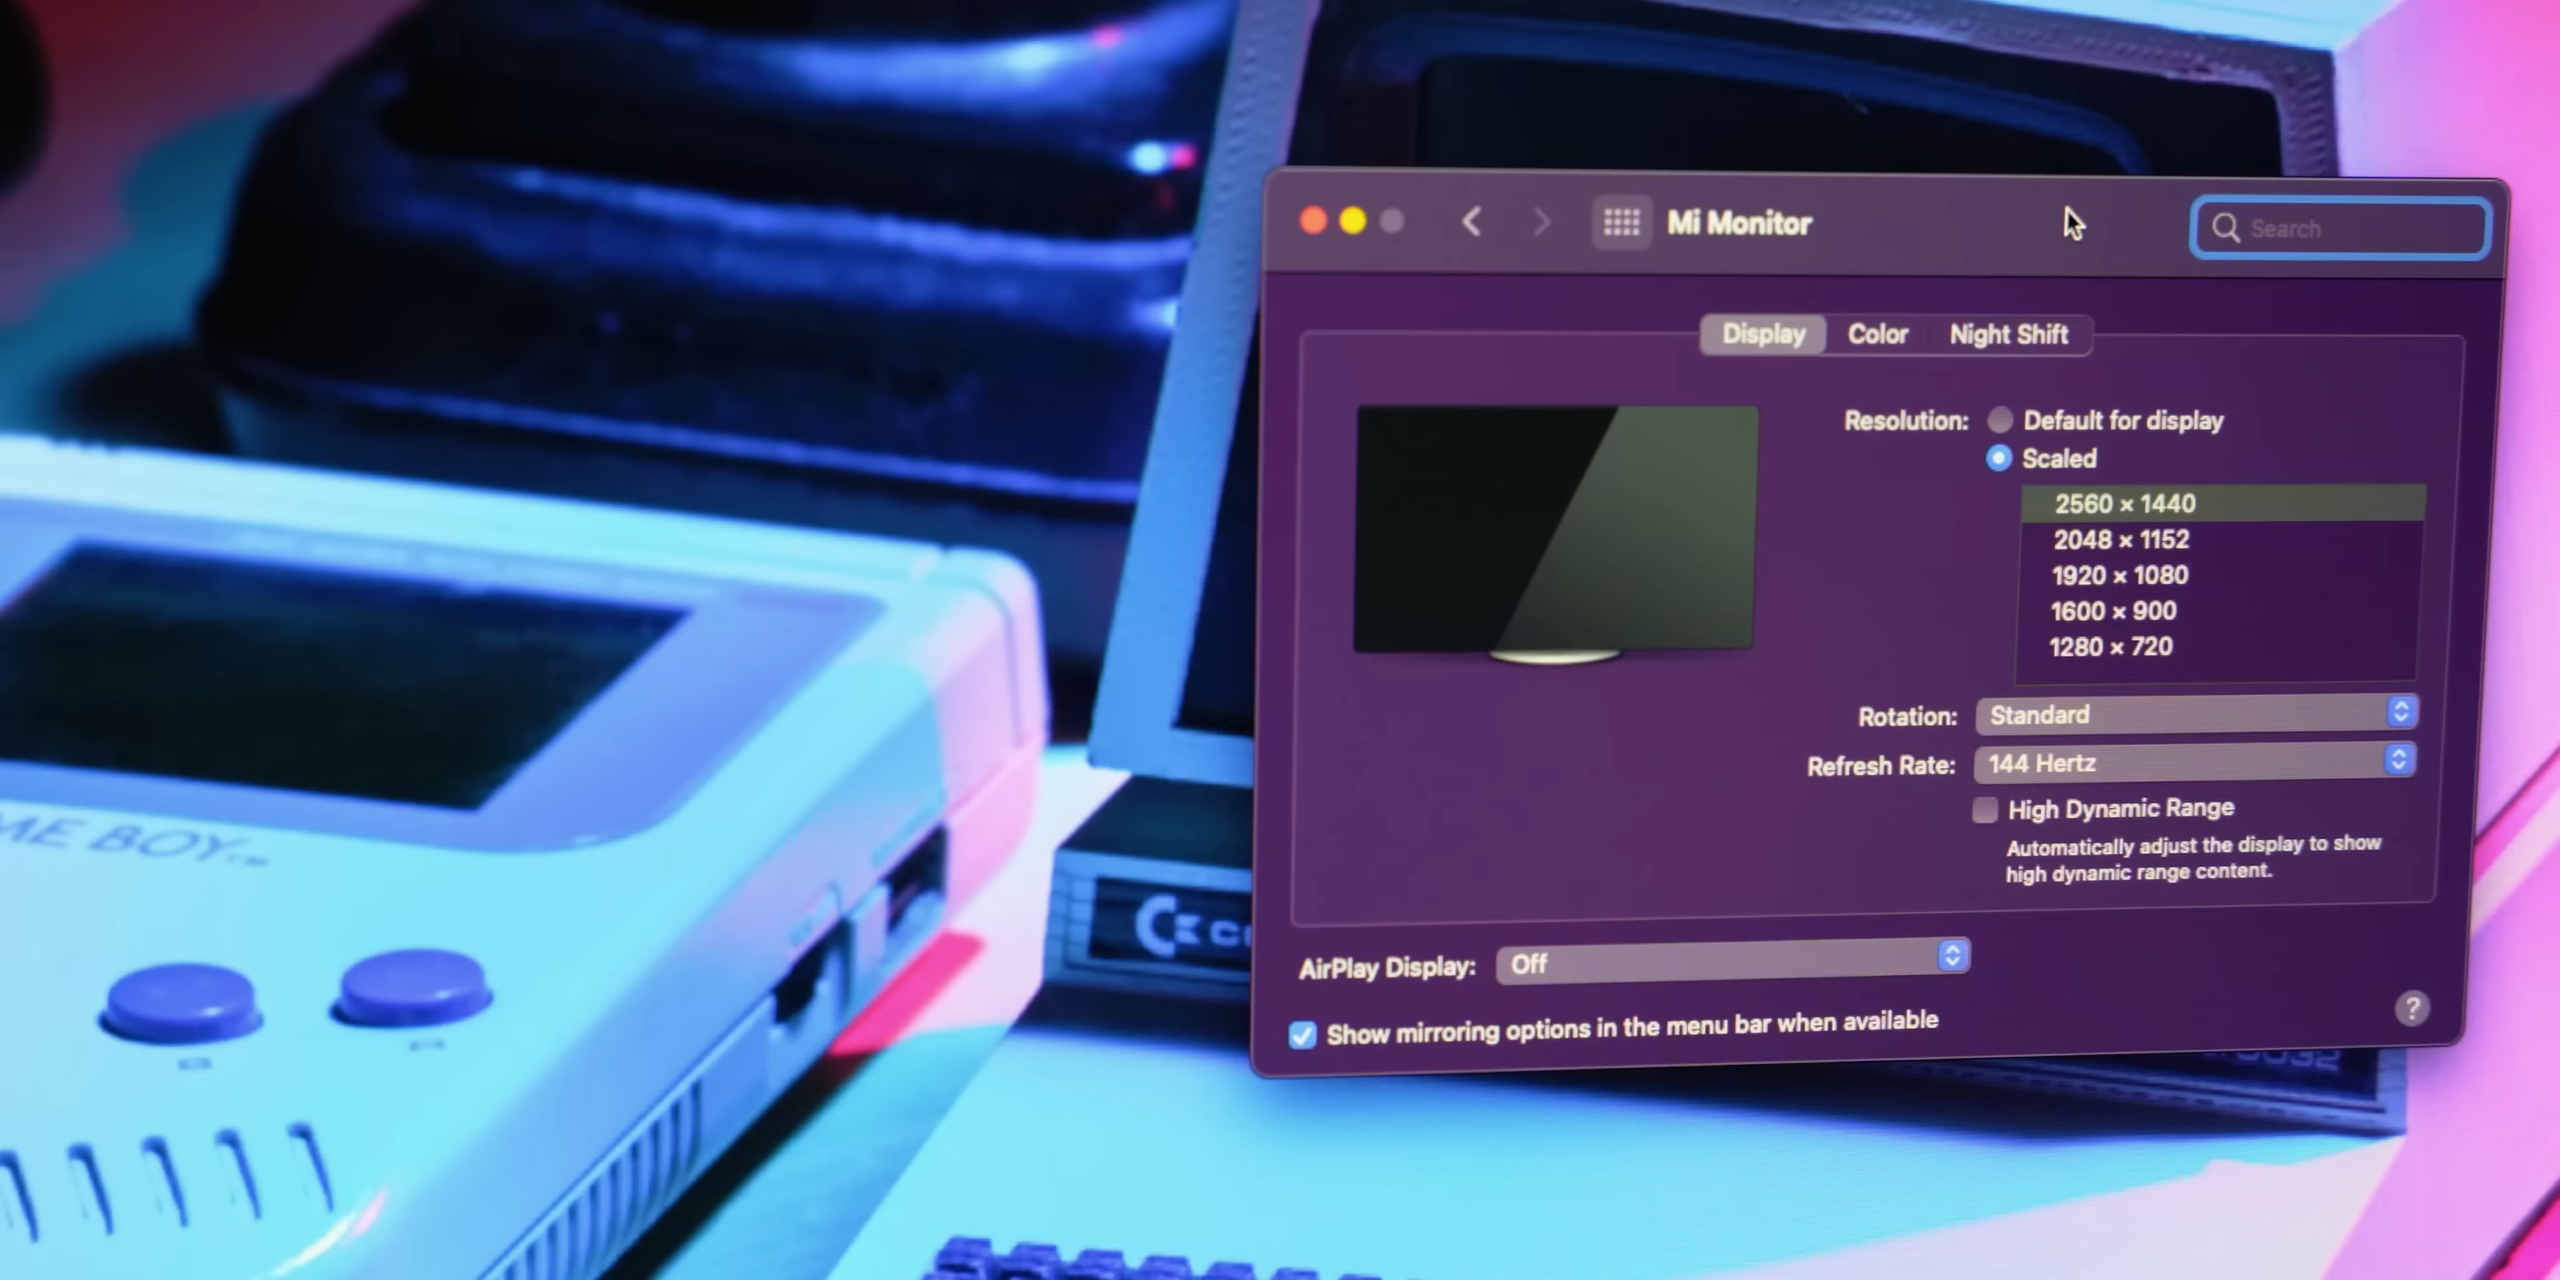 Mi Monitor
Search
Display Color Night Shift
Resolution: Default for display
Scaled
2560 × 1440
2048 × 1152
1920 × 1080
1600 × 900
1280 × 720
Rotation: Standard
Refresh Rate: 144 Hertz
High Dynamic Range
Automatically adjust the display to show
high dynamic range content.
AirPlay Display: Off
Show mirroring options in the menu bar when available
?
ME BOY